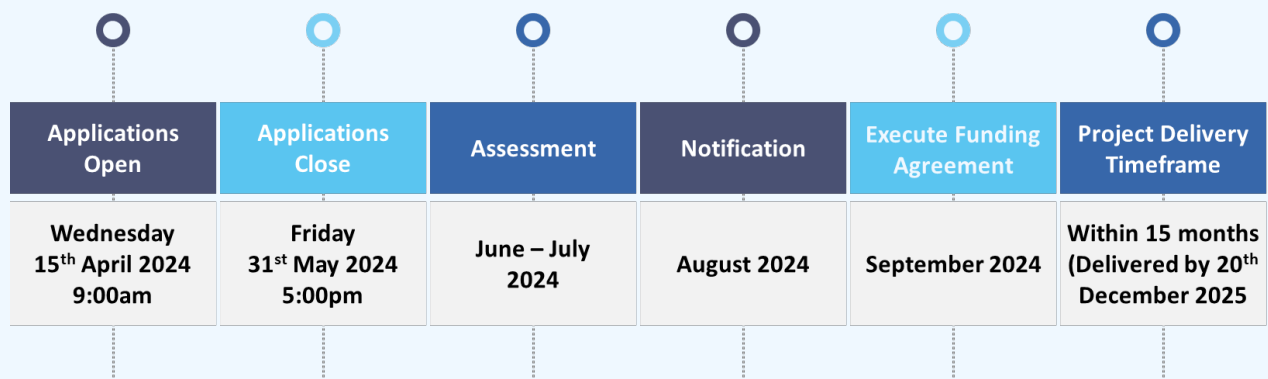 Applications
Open
Applications
Close
Assessment
Notification
Execute Funding
Agreement
Project Delivery
Timeframe
Wednesday
15th April 2024
9:00am
Friday
31st May 2024
5:00pm
June – July
2024
August 2024
September 2024
Within 15 months
(Delivered by 20th
December 2025